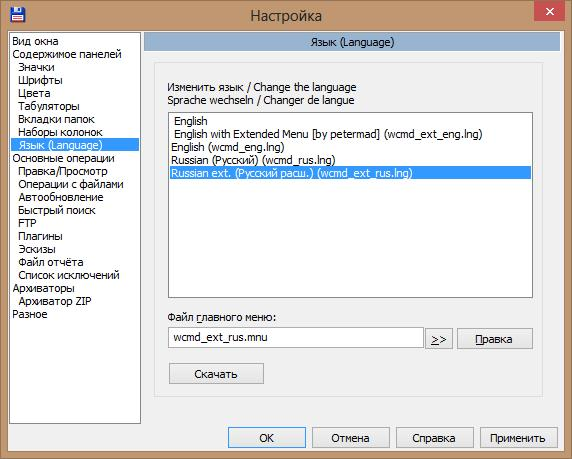 Настройка
Вид окна
Содержимое панелей
Значки
Шрифты
Цвета
Табуляторы
Вкладки папок
Наборы колонок
Язык (Language)
Основные операции
Правка/Просмотр
Операции с файлами
Автообновление
Быстрый поиск
FTP
Плагины
Эскизы
Файл отчёта
Список исключений
Архиваторы
Архиватор ZIP
Разное
Язык (Language)
Изменить язык / Change the language
Sprache wechseln / Changer de langue
English
English with Extended Menu [by petermad] (wcmd_ext_eng.lng)
English (wcmd_eng.lng)
Russian (Русский) (wcmd_rus.lng)
Russian ext. (Русский расш.) (wcmd_ext_rus.lng)
Файл главного меню:
wcmd_ext_rus.mnu
>>
Правка
Скачать
OK
Отмена
Справка
Применить